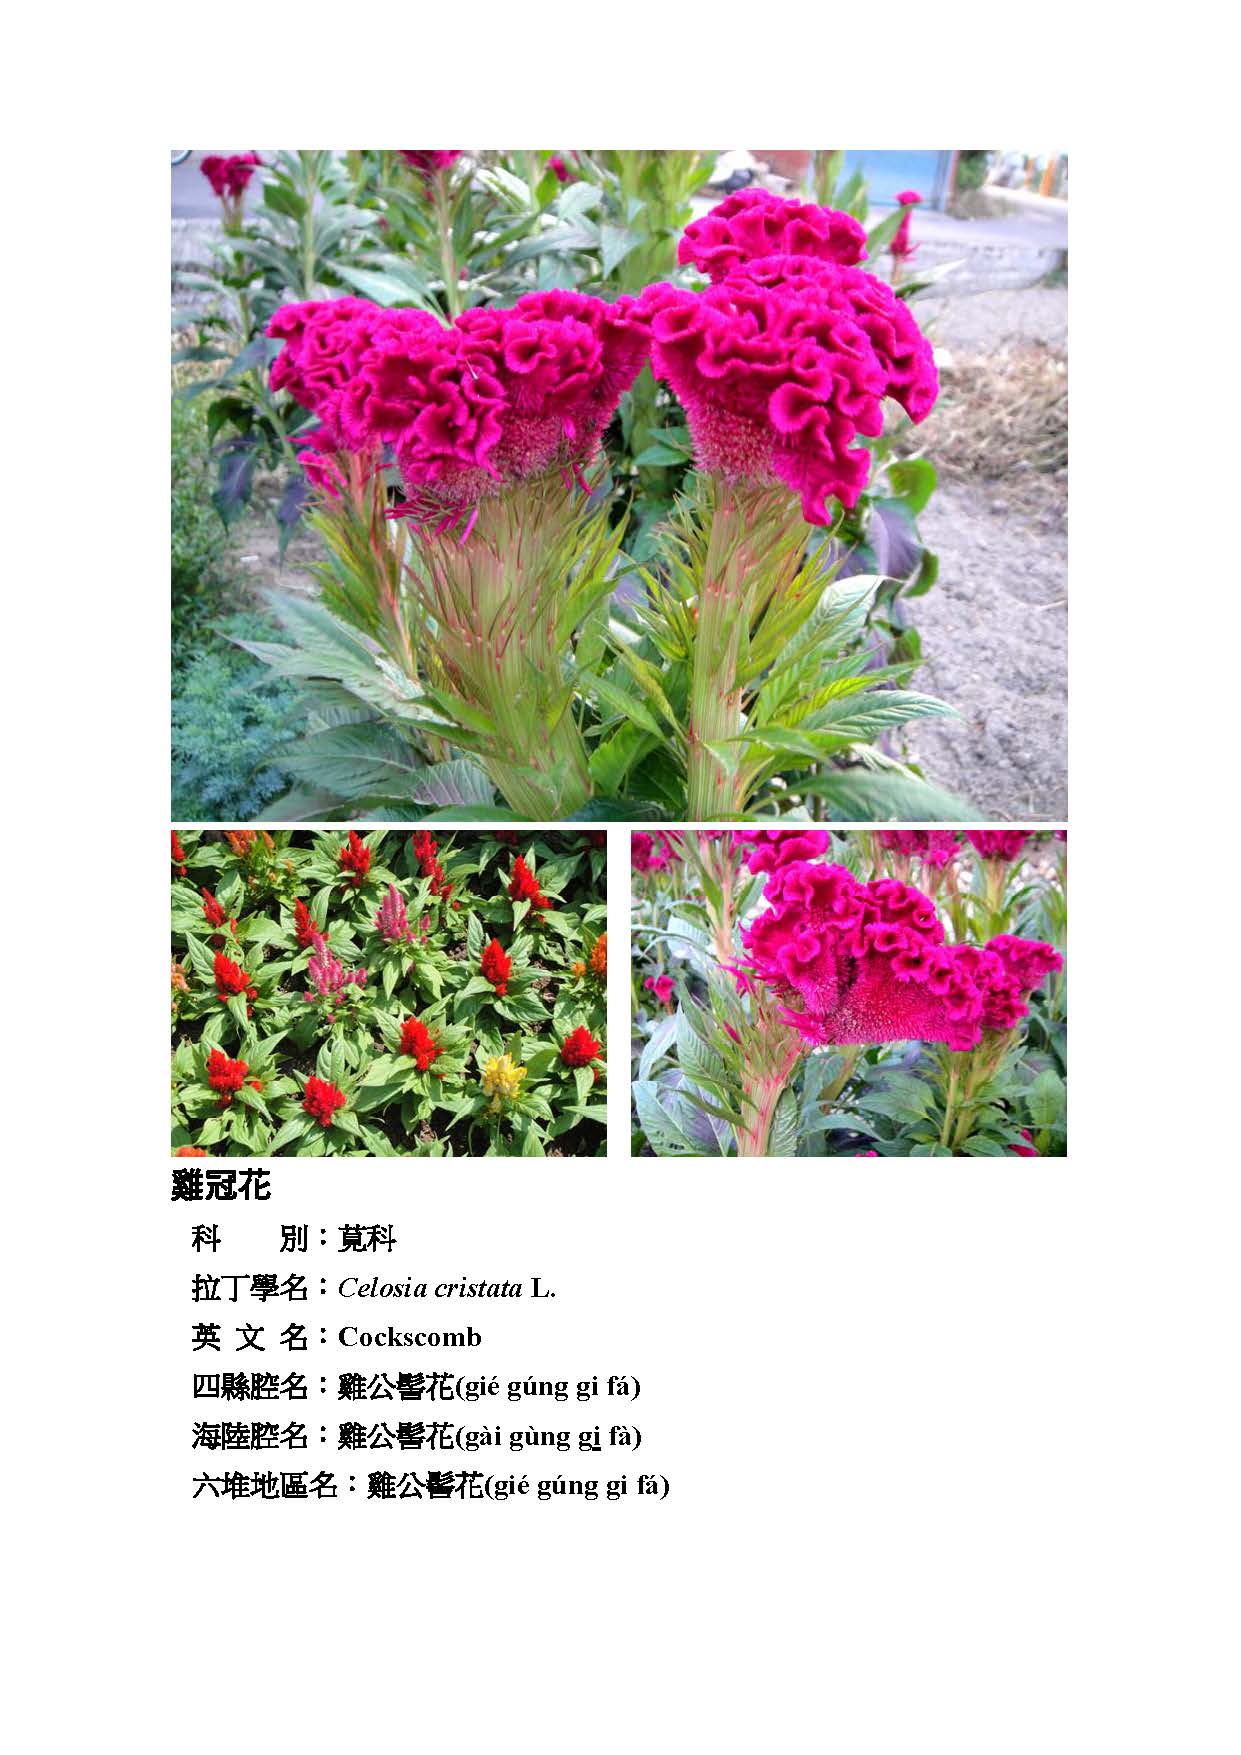 雞冠花
科　　別：莧科
拉丁學名：Celosia cristata L.
英 文 名：Cockscomb
四縣腔名：雞公髻花(gié gúng gi fá)
海陸腔名：雞公髻花(gài gùng gi fà)
六堆地區名：雞公髻花(gié gúng gi fá)